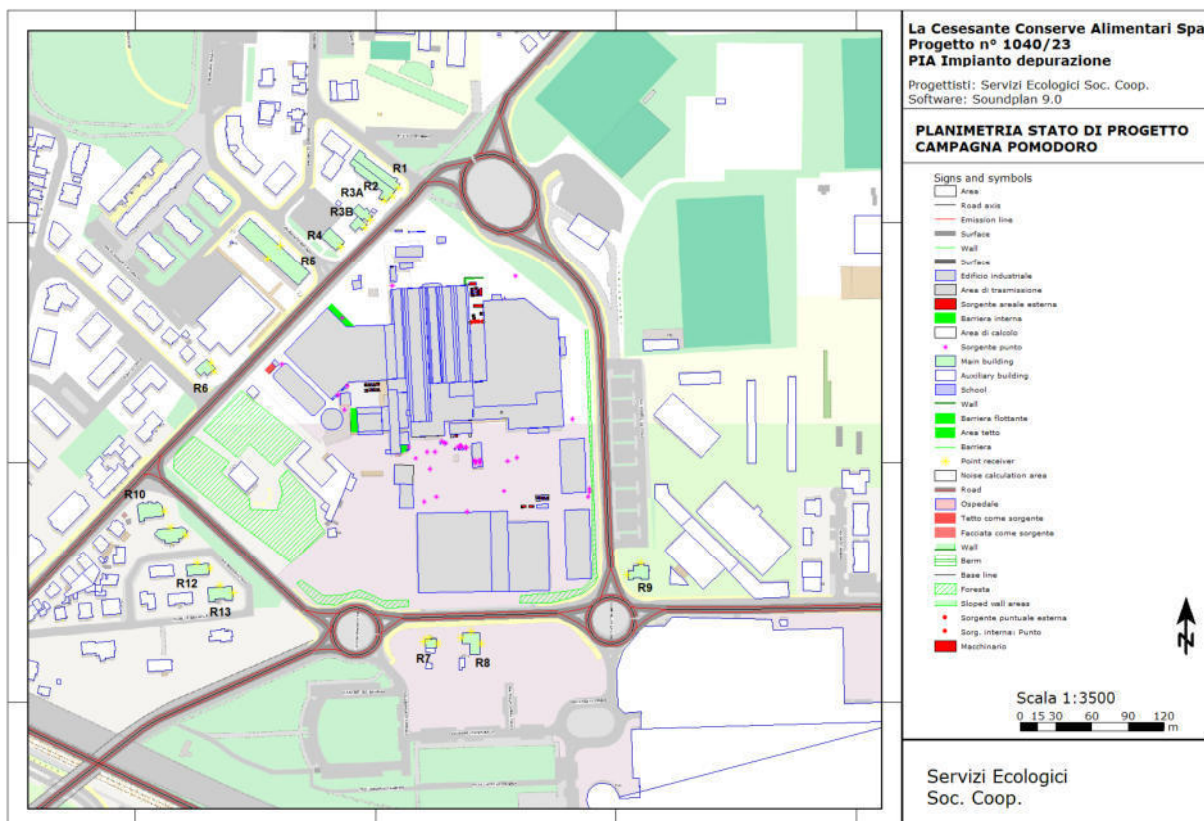 La Cesesante Conserve Alimentari Spa
Progetto n° 1040/23
PIA Impianto depurazione
Progettisti: Servizi Ecologici Soc. Coop.
Software: Soundplan 9.0
PLANIMETRIA STATO DI PROGETTO
CAMPAGNA POMODORO
Signs and symbols
Area
Road axis
Emission line
Surface
Wall
Surface
Edificio industriale
Area di trasmissione
Sorgente areale esterna
Barriera interna
Area di calcolo
Sorgente punto
Main building
Auxiliary building
School
Wall
Barriera flottante
Area tetto
Barriera
Point receiver
Noise calculation area
Road
Ospedale
Tetto come sorgente
Facciata come sorgente
Wall
Berm
Base line
Foresta
Sloped wall areas
Sorgente puntuale esterna
Sorg. interna: Punto
Macchinario
N
Scala 1:3500
0 15 30 60 90 120
m
Servizi Ecologici
Soc. Coop.
R1
R2
R3A
R3B
R4
R5
R6
R10
R12
R13
R7
R8
R9